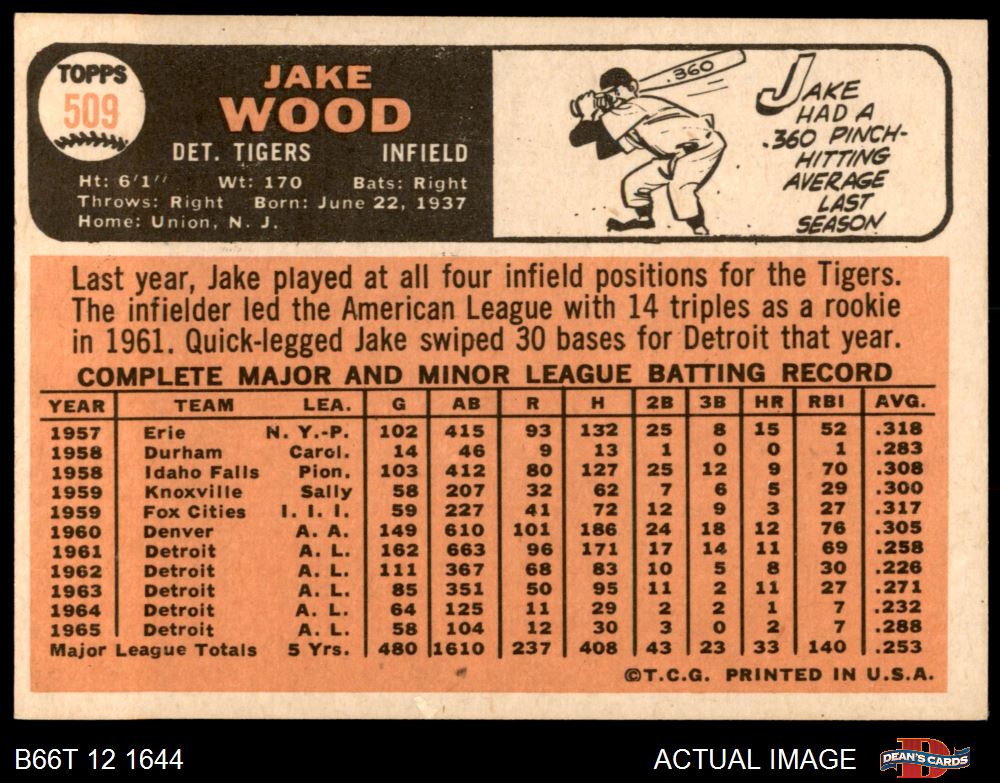 TOPPS
509
JAKE
WOOD
DET. TIGERS INFIELD
Ht: 6'1" Wt: 170 Bats: Right
Throws: Right Born: June 22, 1937
Home: Union, N. J.
.360
JAKE
HAD A
.360 PINCH-
HITTING
AVERAGE
LAST
SEASON
Last year, Jake played at all four infield positions for the Tigers.
The infielder led the American League with 14 triples as a rookie
in 1961. Quick-legged Jake swiped 30 bases for Detroit that year.
COMPLETE MAJOR AND MINOR LEAGUE BATTING RECORD
YEAR TEAM LEA. G AB R H 2B 3B HR RBI AVG.
1957 Erie N. Y.-P. 102 415 93 132 25 8 15 52 .318
1958 Durham Carol. 14 46 9 13 1 0 0 1 .283
1958 Idaho Falls Pion. 103 412 80 127 25 12 9 70 .308
1959 Knoxville Sally 58 207 32 62 7 6 5 29 .300
1959 Fox Cities I. I. I. 59 227 41 72 12 9 3 27 .317
1960 Denver A. A. 149 610 101 186 24 18 12 76 .305
1961 Detroit A. L. 162 663 96 171 17 14 11 69 .258
1962 Detroit A. L. 111 367 68 83 10 5 8 30 .226
1963 Detroit A. L. 85 351 50 95 11 2 11 27 .271
1964 Detroit A. L. 64 125 11 29 2 2 1 7 .232
1965 Detroit A. L. 58 104 12 30 3 0 2 7 .288
Major League Totals 5 Yrs. 480 1610 237 408 43 23 33 140 .253
©T.C.G. PRINTED IN U.S.A.
B66T 12 1644 ACTUAL IMAGE
D
DEAN'S CARDS